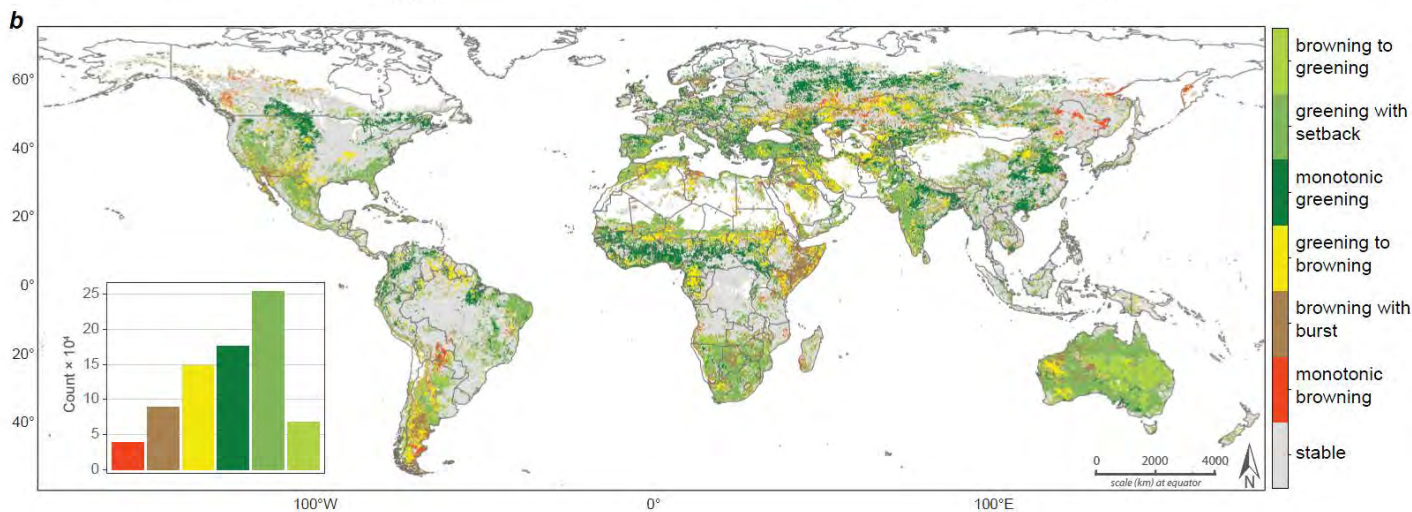 b
60°
40°
20°
0°
20°
40°
100°W
0°
100°E
Count × 10⁴
25
20
15
10
5
0
0 2000 4000
scale (km) at equator
N
browning to
greening
greening with
setback
monotonic
greening
greening to
browning
browning with
burst
monotonic
browning
stable